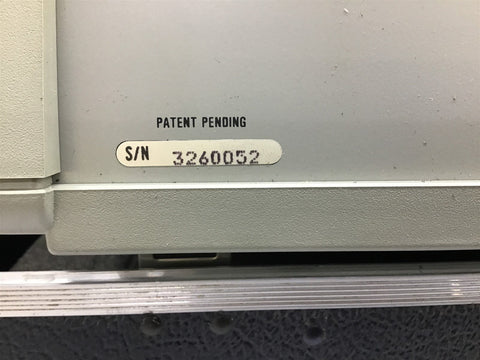 PATENT PENDING
S/N 3260052